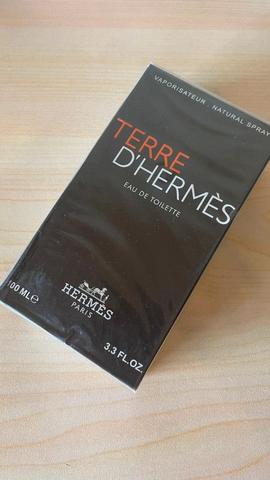 VAPORISATEUR NATURAL SPRAY
TERRE
D'HERMÈS
EAU DE TOILETTE
HERMÈS
PARIS
100 ML℮
3.3 FL.OZ.